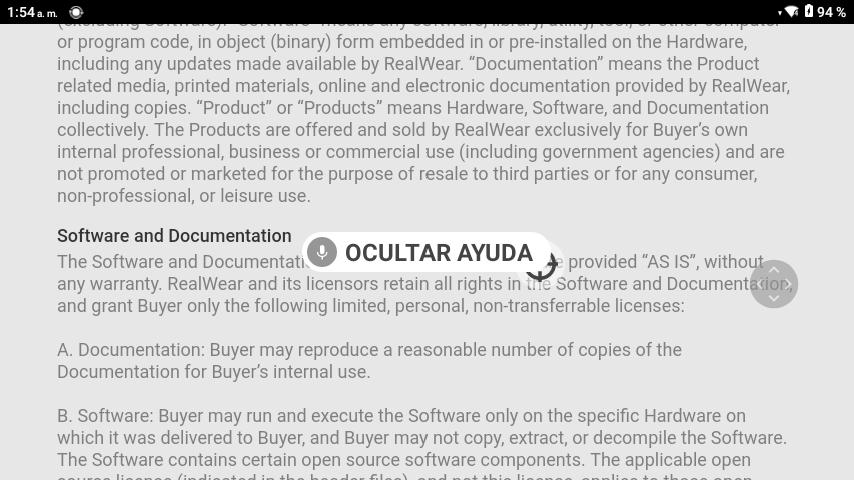 1:54 a. m.
94 %
or program code, in object (binary) form embedded in or pre-installed on the Hardware,
including any updates made available by RealWear. “Documentation” means the Product
related media, printed materials, online and electronic documentation provided by RealWear,
including copies. “Product” or “Products” means Hardware, Software, and Documentation
collectively. The Products are offered and sold by RealWear exclusively for Buyer’s own
internal professional, business or commercial use (including government agencies) and are
not promoted or marketed for the purpose of resale to third parties or for any consumer,
non-professional, or leisure use.
Software and Documentation
OCULTAR AYUDA
The Software and provided “AS IS”, without
any warranty. RealWear and its licensors retain all rights in the Software and Documentation,
and grant Buyer only the following limited, personal, non-transferrable licenses:
A. Documentation: Buyer may reproduce a reasonable number of copies of the
Documentation for Buyer’s internal use.
B. Software: Buyer may run and execute the Software only on the specific Hardware on
which it was delivered to Buyer, and Buyer may not copy, extract, or decompile the Software.
The Software contains certain open source software components. The applicable open